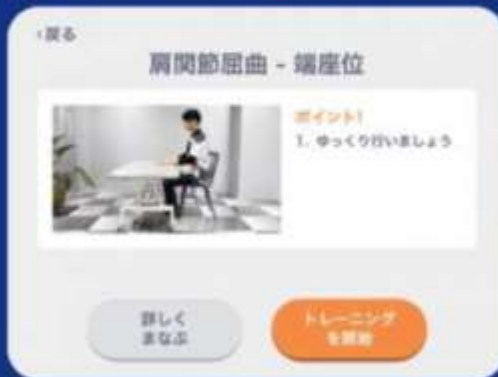 ‹戻る
肩関節屈曲 - 端座位
ポイント!
1. ゆっくり行いましょう
詳しく
まなぶ
トレーニング
を開始